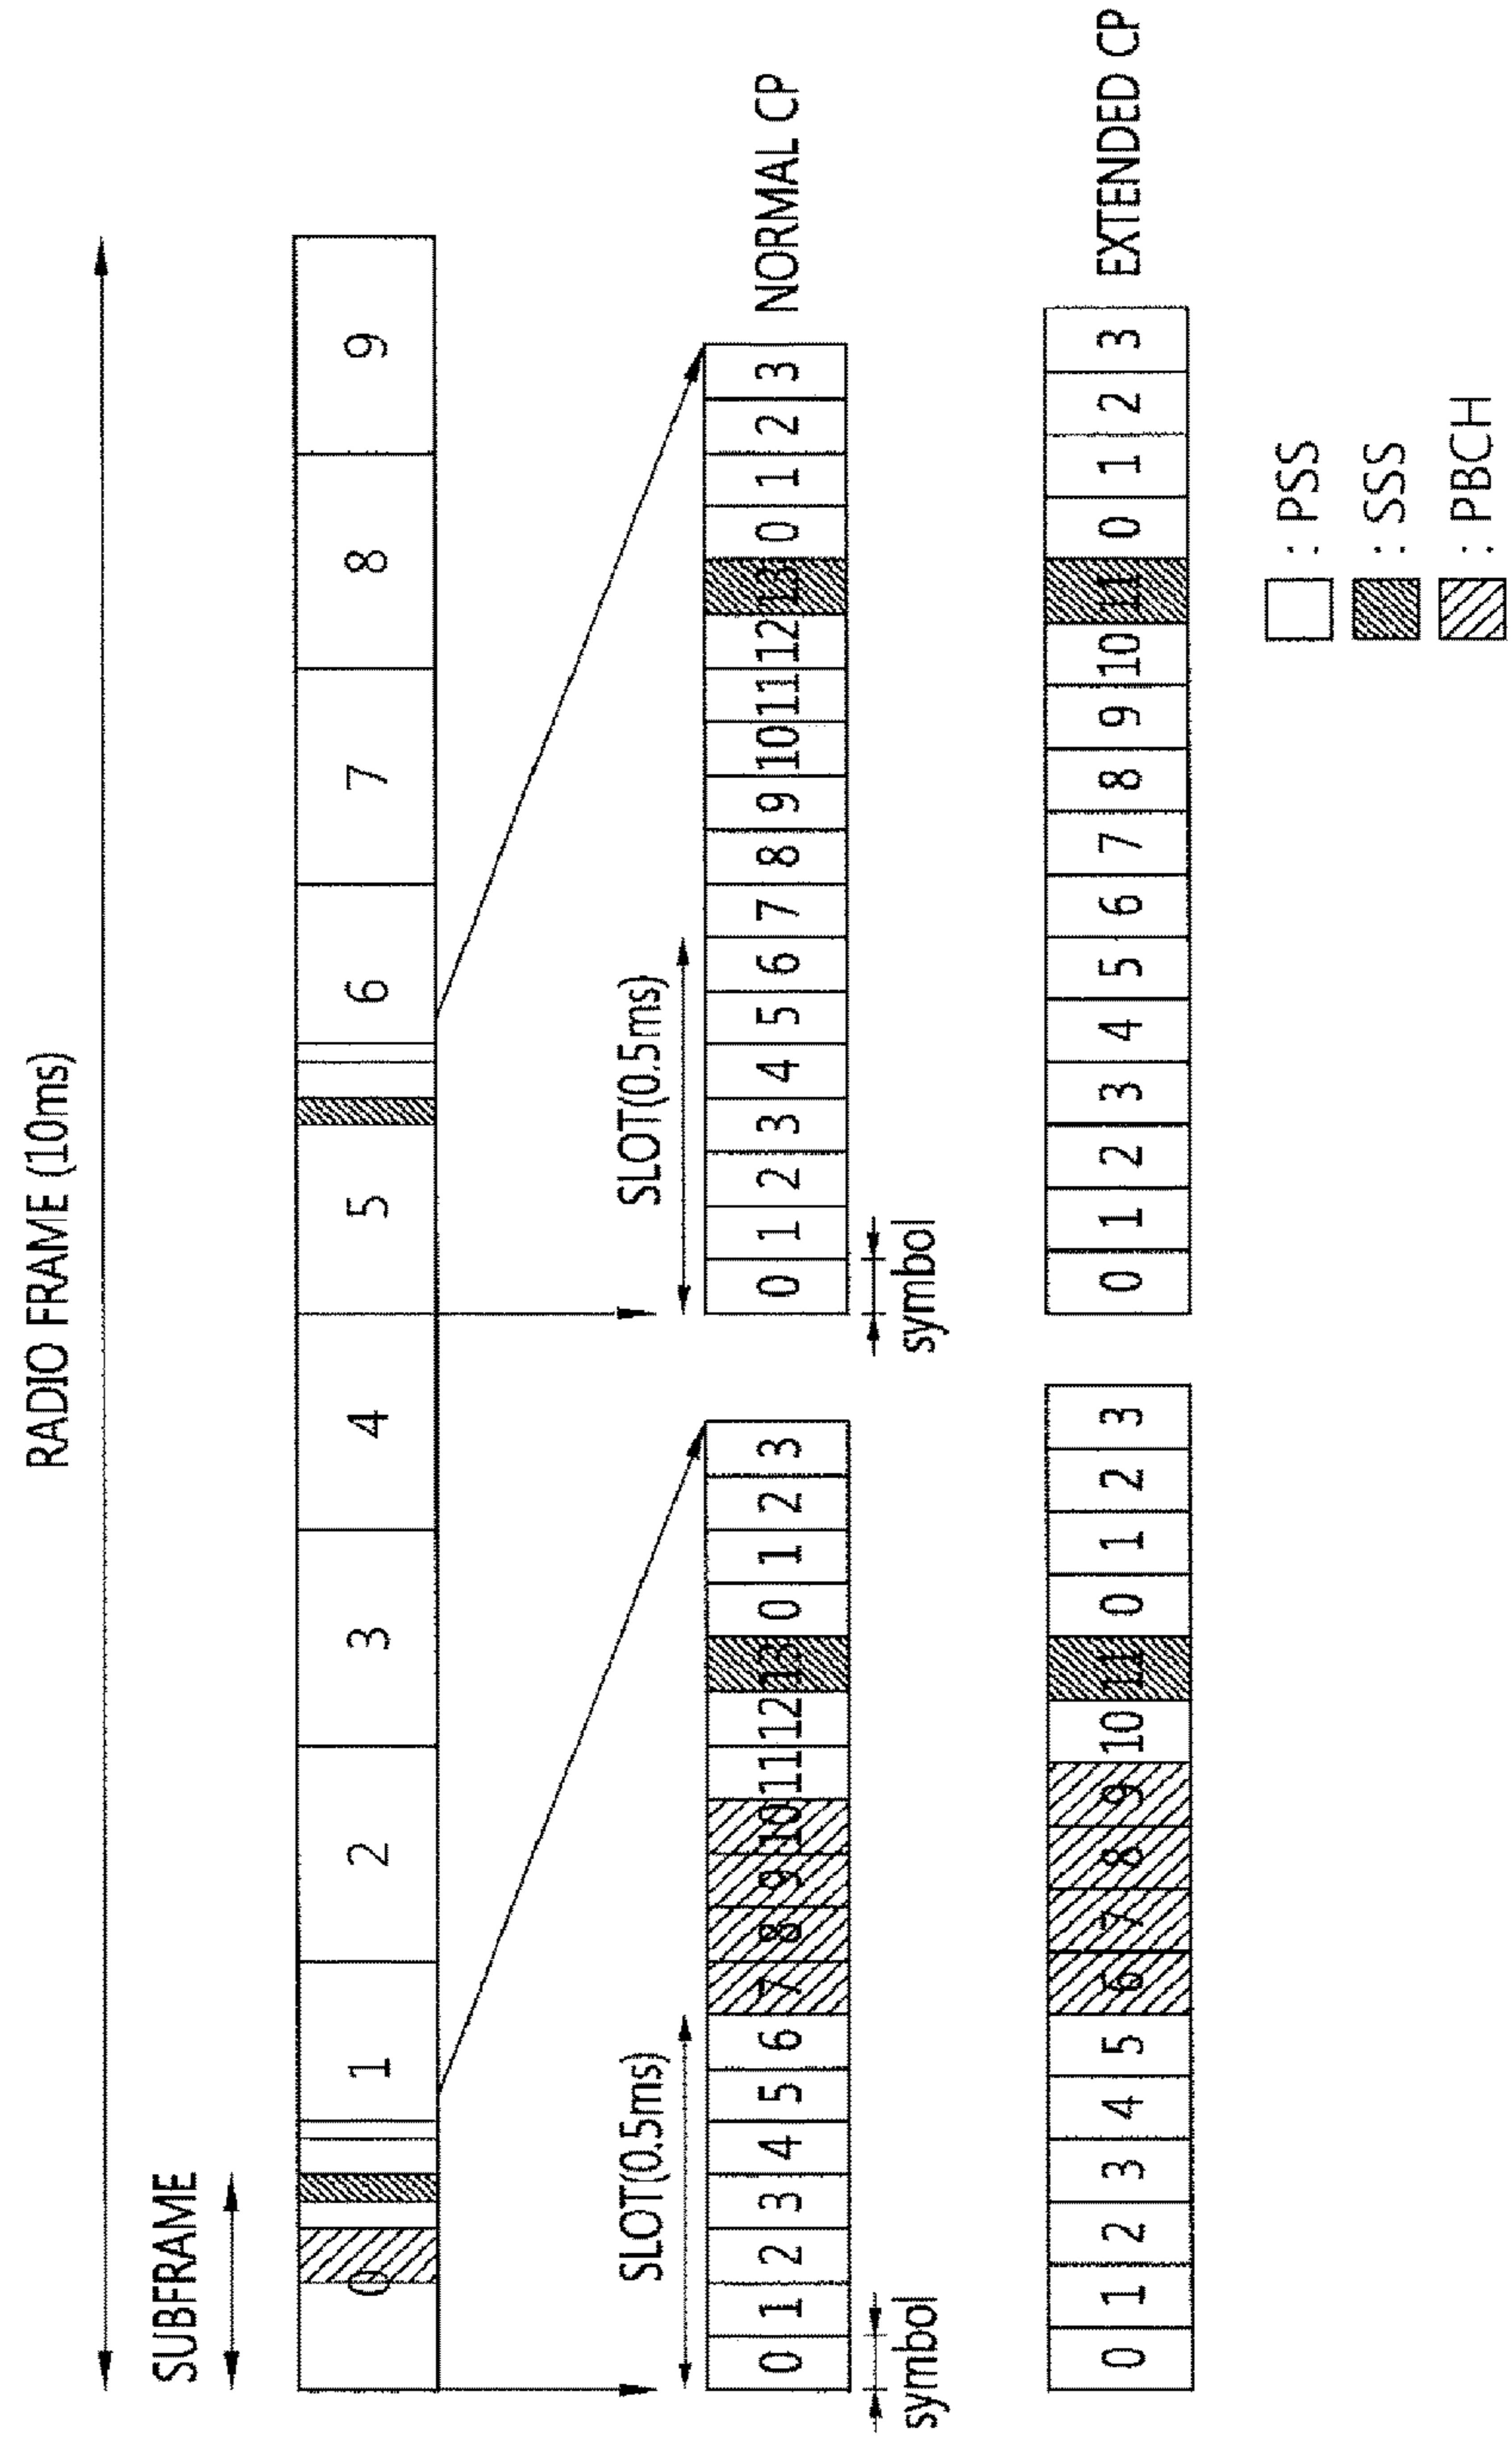 RADIO FRAME (10ms)
SUBFRAME
0 1 2 3 4 5 6 7 8 9
SLOT(0.5ms) SLOT(0.5ms)
0 1 2 3 4 5 6 7 8 9 10 11 12 13 0 1 2 3 0 1 2 3 4 5 6 7 8 9 10 11 12 13 0 1 2 3 NORMAL CP
symbol symbol
0 1 2 3 4 5 6 7 8 9 10 11 0 1 2 3 0 1 2 3 4 5 6 7 8 9 10 11 0 1 2 3 EXTENDED CP
: PSS
: SSS
: PBCH